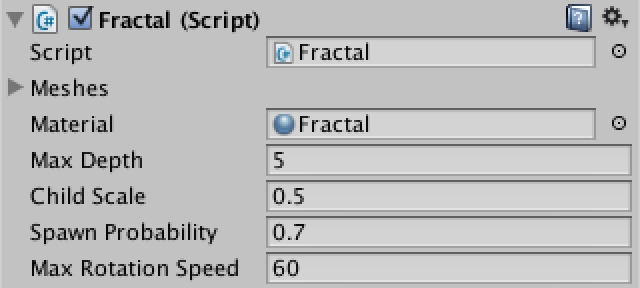 Fractal (Script)
Script Fractal
Meshes
Material Fractal
Max Depth 5
Child Scale 0.5
Spawn Probability 0.7
Max Rotation Speed 60